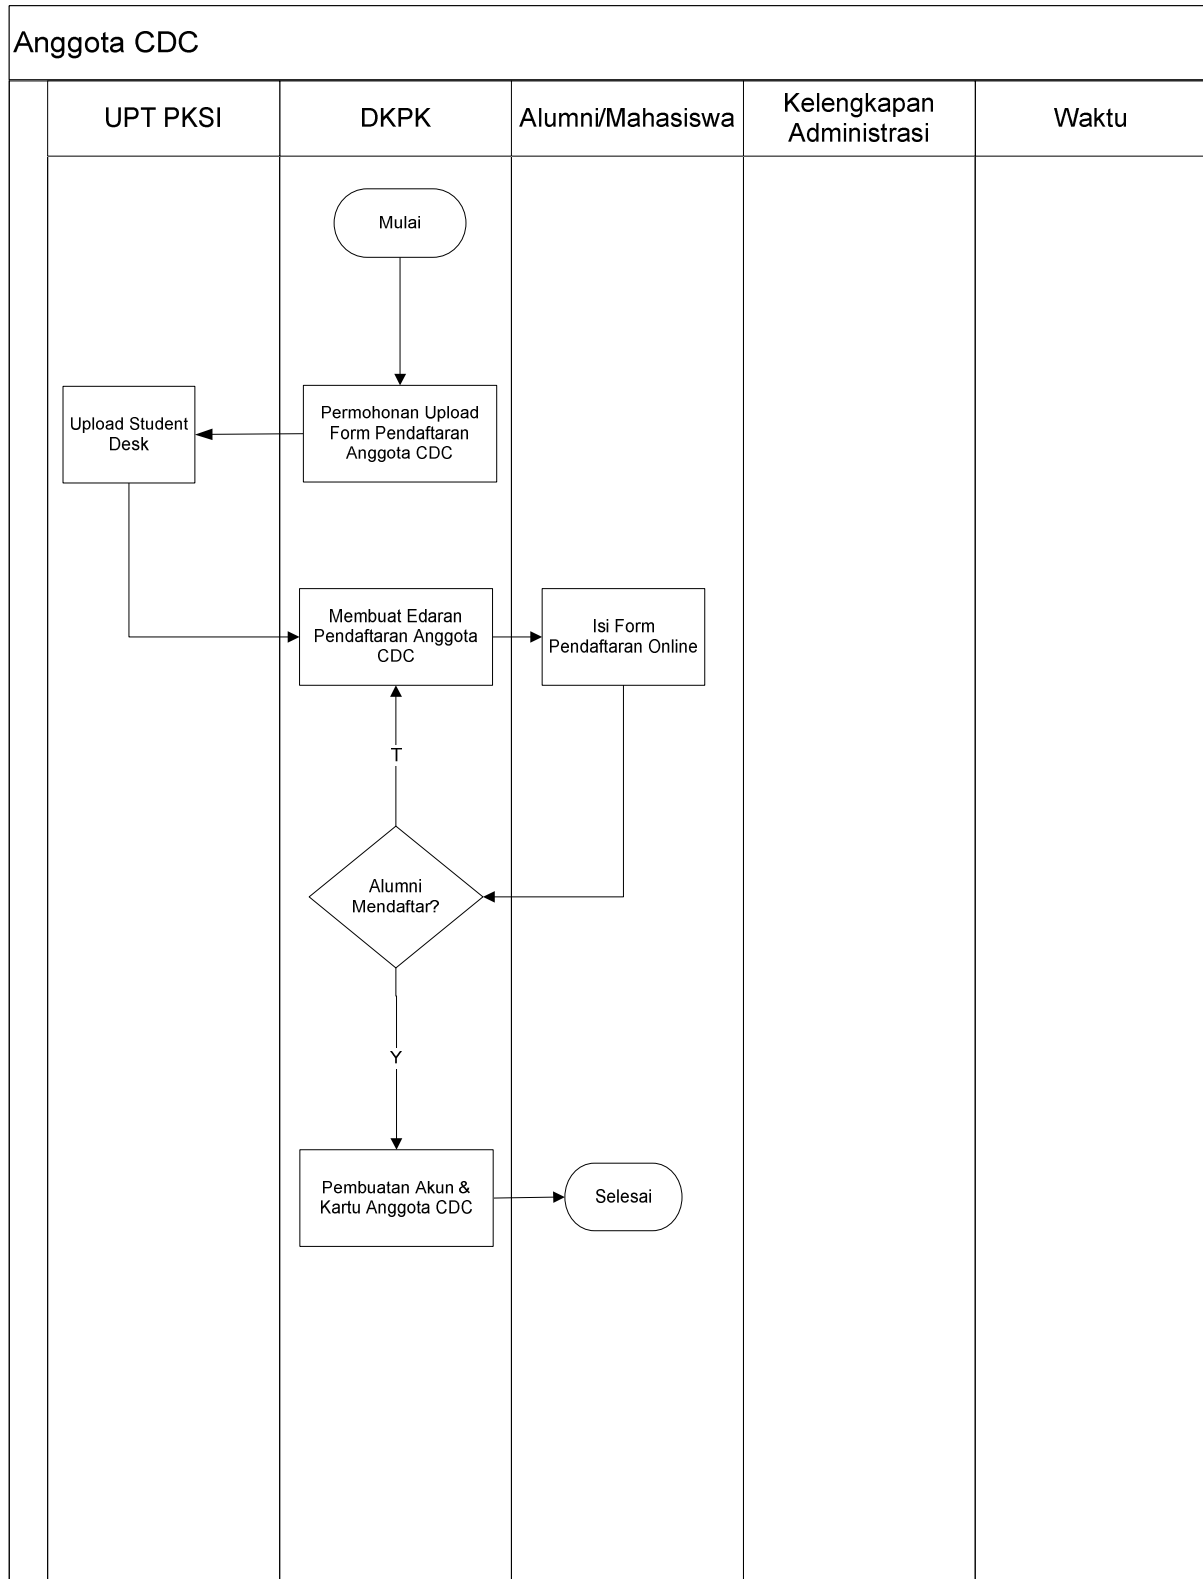 Anggota CDC
UPT PKSI
DKPK
Alumni/Mahasiswa
Kelengkapan
Administrasi
Waktu
Mulai
Upload Student
Desk
Permohonan Upload
Form Pendaftaran
Anggota CDC
Membuat Edaran
Pendaftaran Anggota
CDC
Isi Form
Pendaftaran Online
T
Alumni
Mendaftar?
Y
Pembuatan Akun &
Kartu Anggota CDC
Selesai